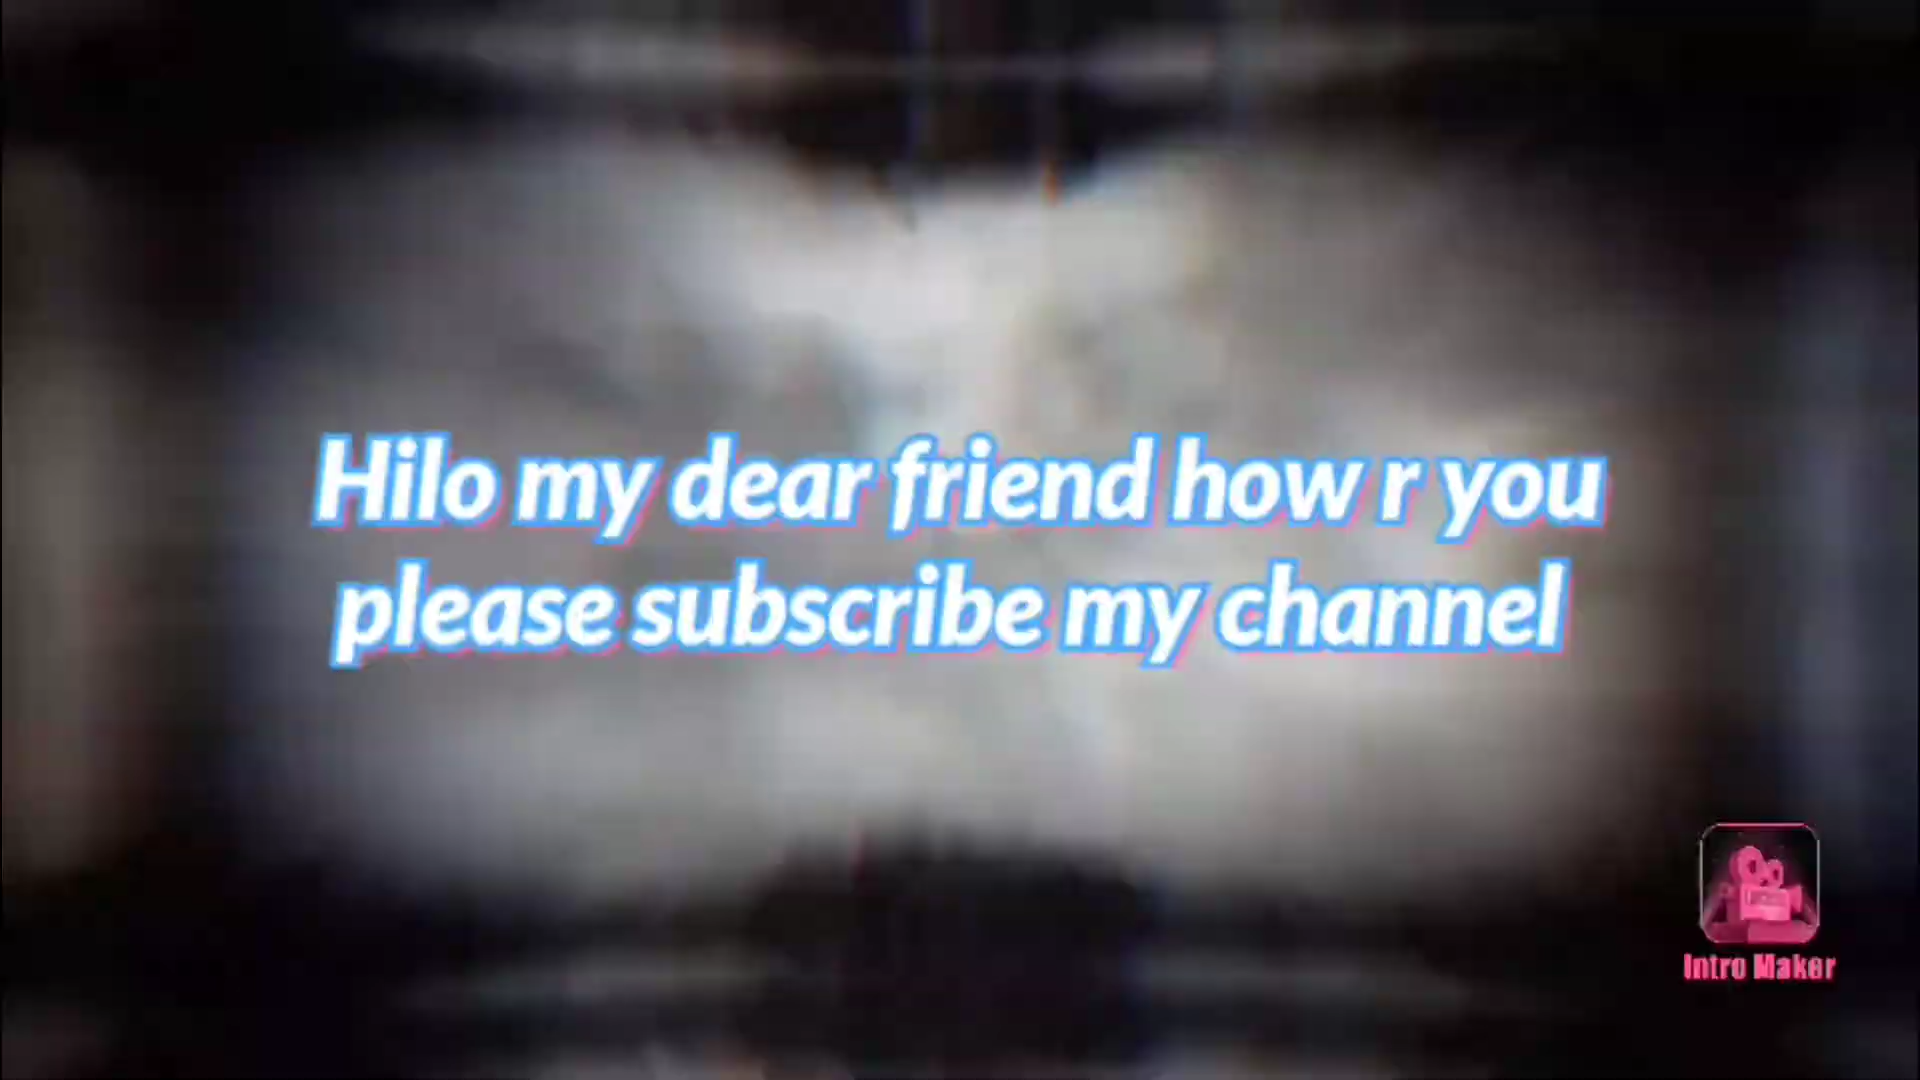 Hilo my dear friend how r you
please subscribe my channel
Intro Maker